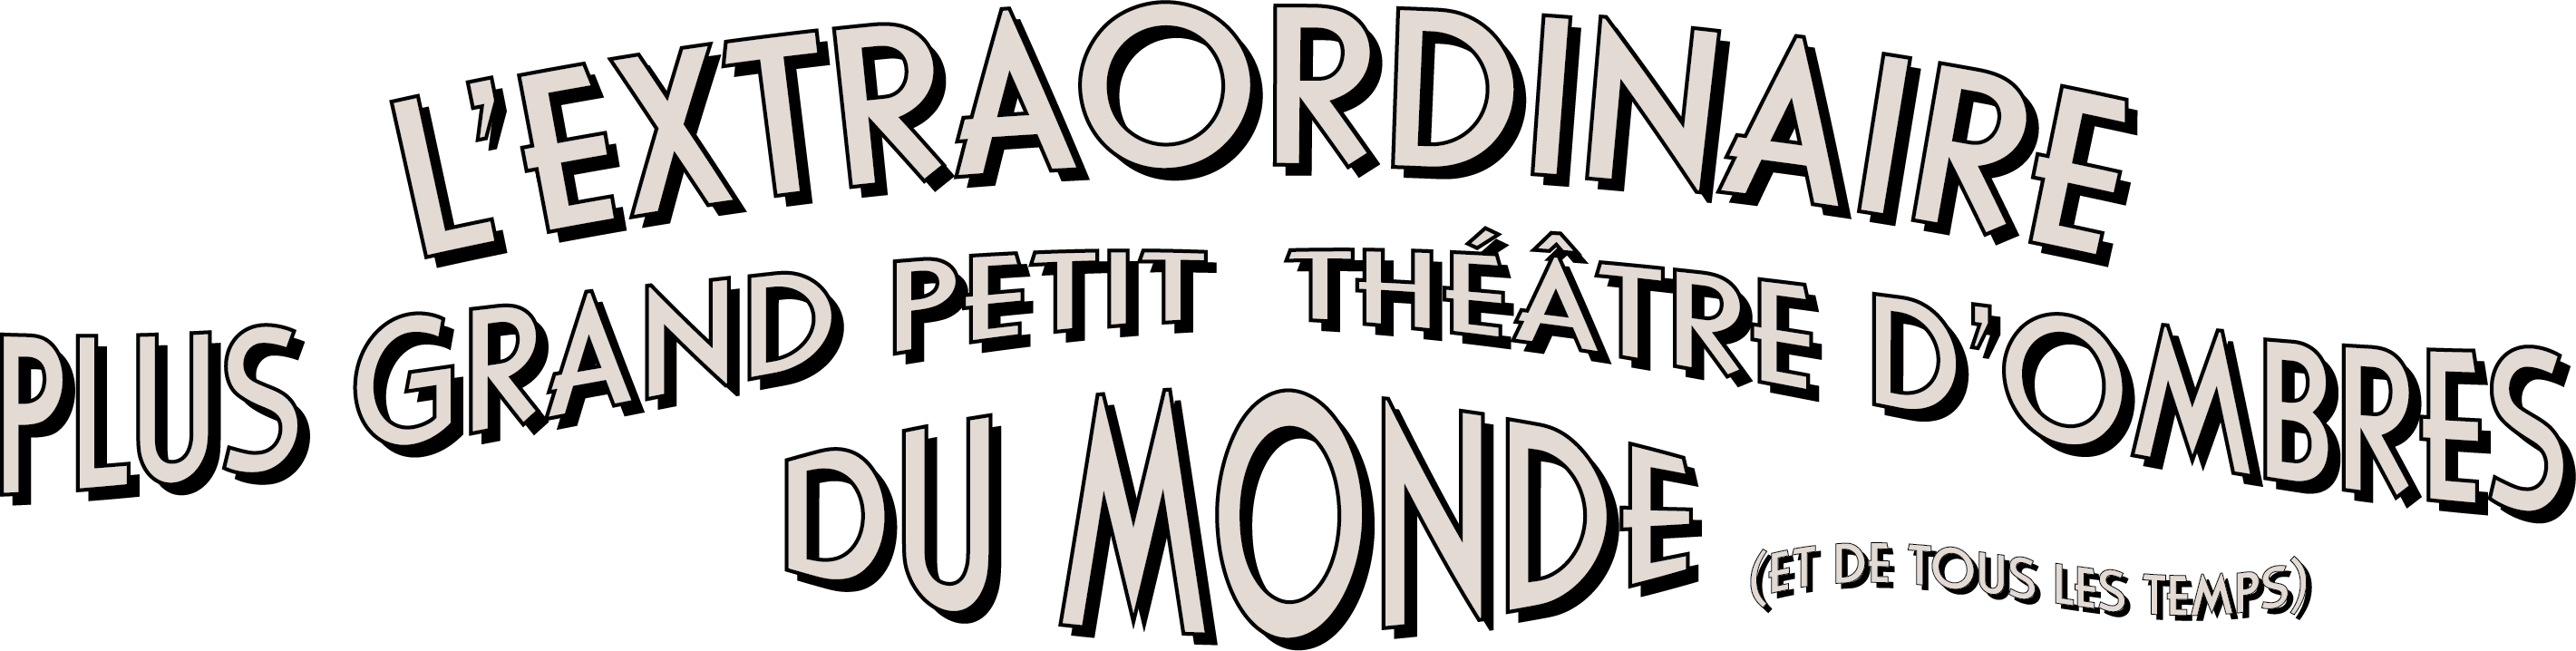 L’EXTRAORDINAIRE
PLUS GRAND PETIT THÉÂTRE D’OMBRES
DU MONDE
(ET DE TOUS LES TEMPS)